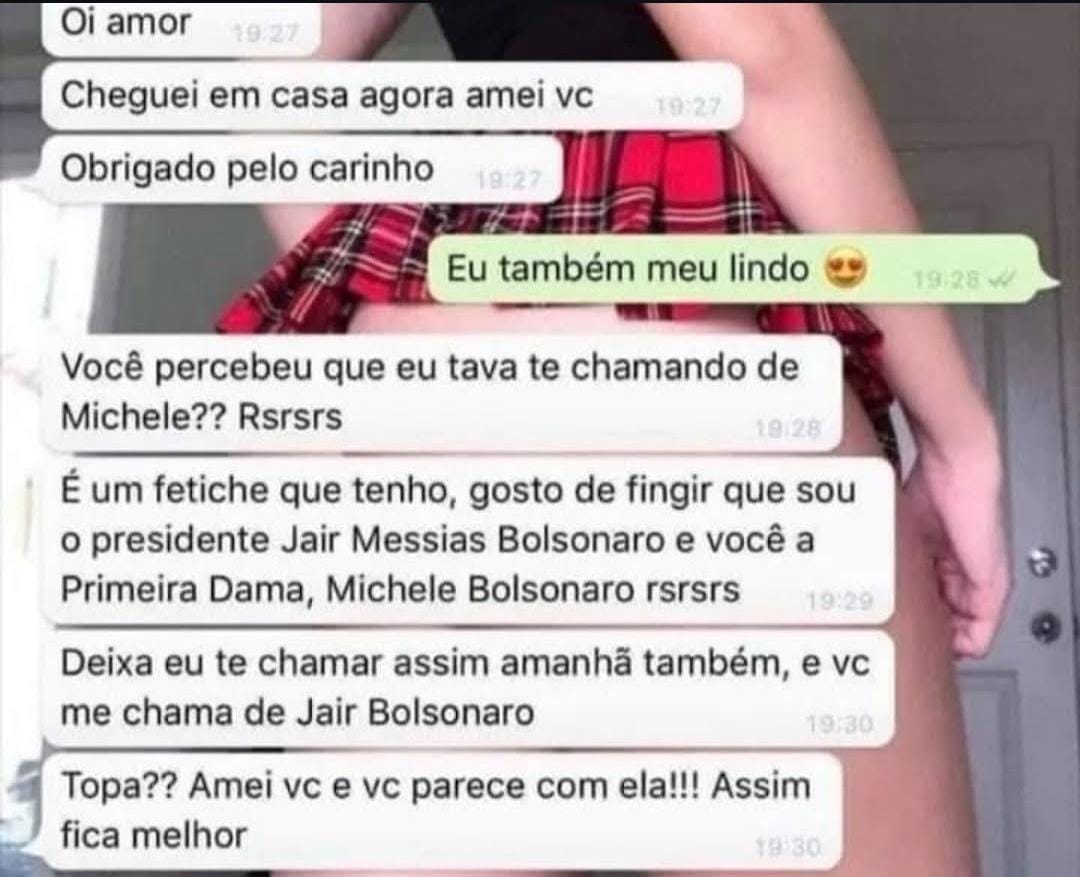 Oi amor 19:27
Cheguei em casa agora amei vc 19:27
Obrigado pelo carinho 19:27
Eu também meu lindo 😍 19:28
Você percebeu que eu tava te chamando de
Michele?? Rsrsrs 19:28
É um fetiche que tenho, gosto de fingir que sou
o presidente Jair Messias Bolsonaro e você a
Primeira Dama, Michele Bolsonaro rsrsrs 19:29
Deixa eu te chamar assim amanhã também, e vc
me chama de Jair Bolsonaro 19:30
Topa?? Amei vc e vc parece com ela!!! Assim
fica melhor 19:30